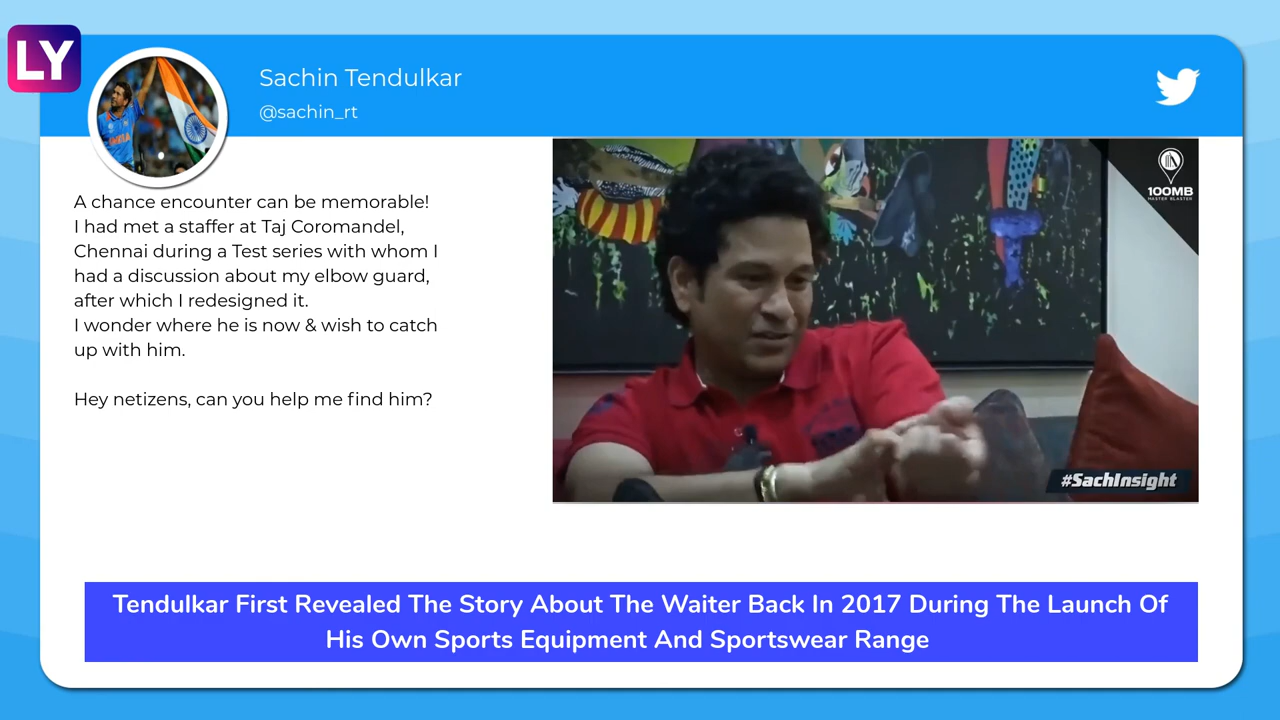 LY
Sachin Tendulkar
@sachin_rt
A chance encounter can be memorable!
I had met a staffer at Taj Coromandel,
Chennai during a Test series with whom I
had a discussion about my elbow guard,
after which I redesigned it.
I wonder where he is now & wish to catch
up with him.
Hey netizens, can you help me find him?
100MB
MASTER BLASTER
#SachInsight
Tendulkar First Revealed The Story About The Waiter Back In 2017 During The Launch Of
His Own Sports Equipment And Sportswear Range